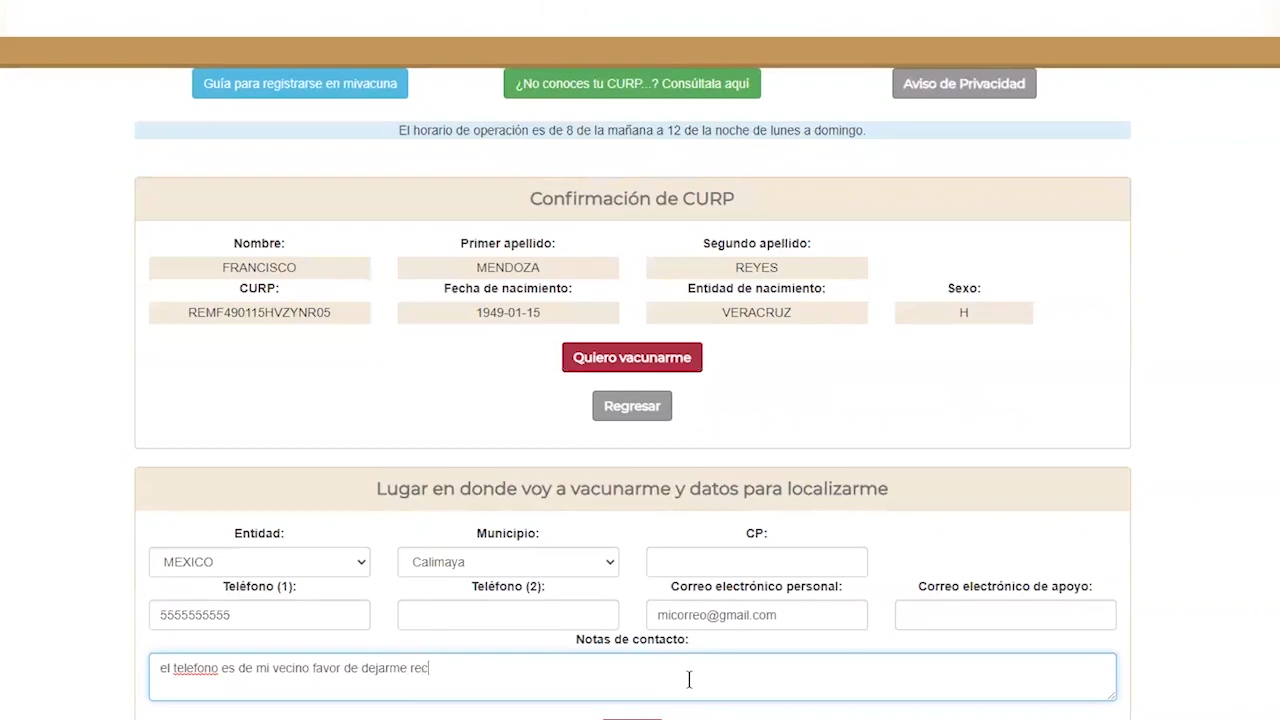 Guía para registrarse en mivacuna ¿No conoces tu CURP...? Consúltala aquí Aviso de Privacidad
El horario de operación es de 8 de la mañana a 12 de la noche de lunes a domingo.
Confirmación de CURP
Nombre: Primer apellido: Segundo apellido:
FRANCISCO MENDOZA REYES
CURP: Fecha de nacimiento: Entidad de nacimiento: Sexo:
REMF490115HVZYNR05 1949-01-15 VERACRUZ H
Quiero vacunarme
Regresar
Lugar en donde voy a vacunarme y datos para localizarme
Entidad: Municipio: CP:
MEXICO Calimaya
Teléfono (1): Teléfono (2): Correo electrónico personal: Correo electrónico de apoyo:
5555555555 micorreo@gmail.com
Notas de contacto:
el telefono es de mi vecino favor de dejarme rec